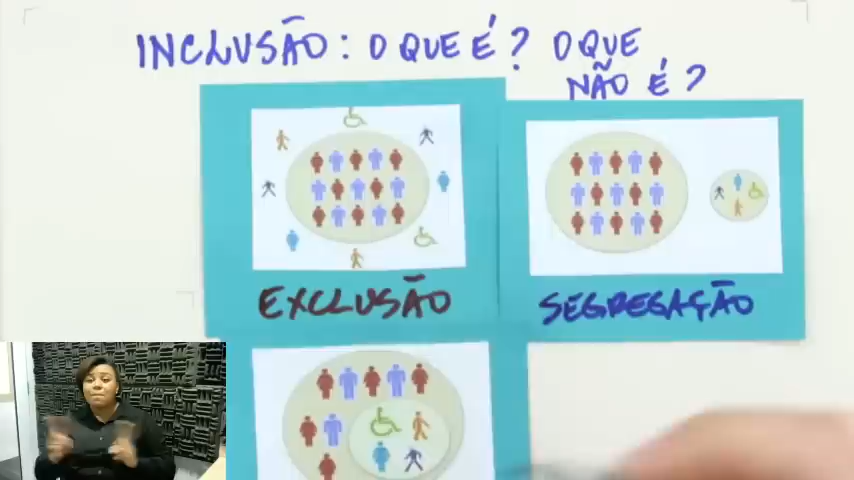 INCLUSÃO: O QUE É? O QUE
NÃO É?
EXCLUSÃO
SEGREGAÇÃO